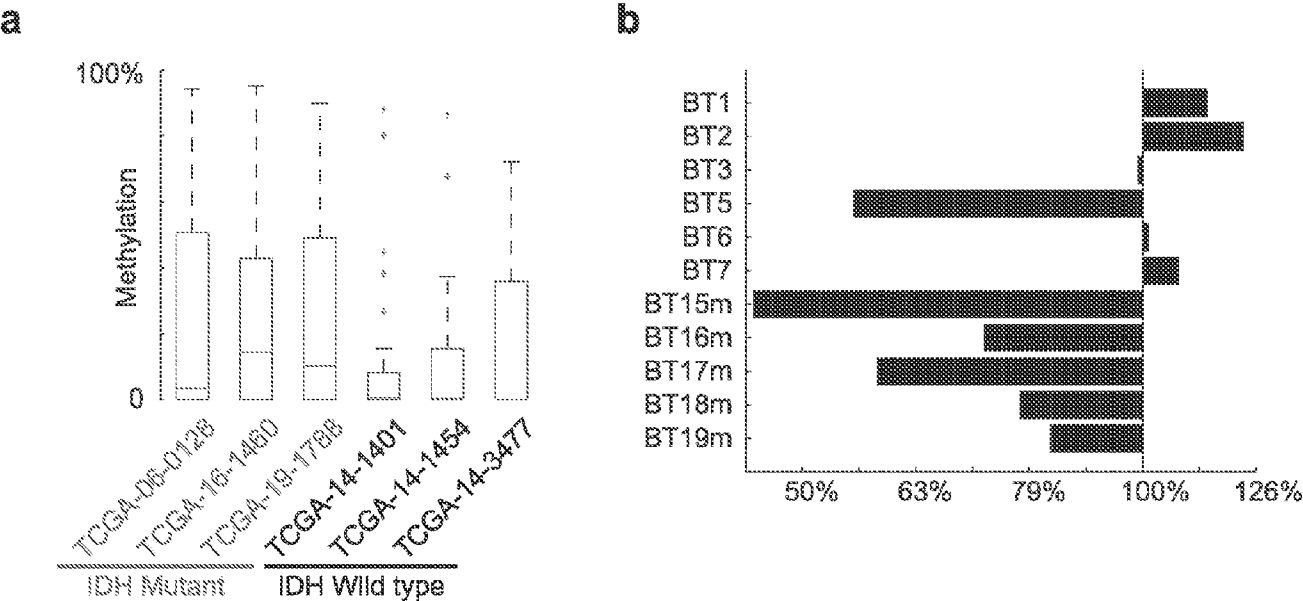 a
100%
Methylation
0
TCGA-06-0128
TCGA-16-1460
TCGA-19-1788
TCGA-14-1401
TCGA-14-1454
TCGA-14-3477
IDH Mutant
IDH Wild type
b
BT1
BT2
BT3
BT5
BT6
BT7
BT15m
BT16m
BT17m
BT18m
BT19m
50% 63% 79% 100% 126%